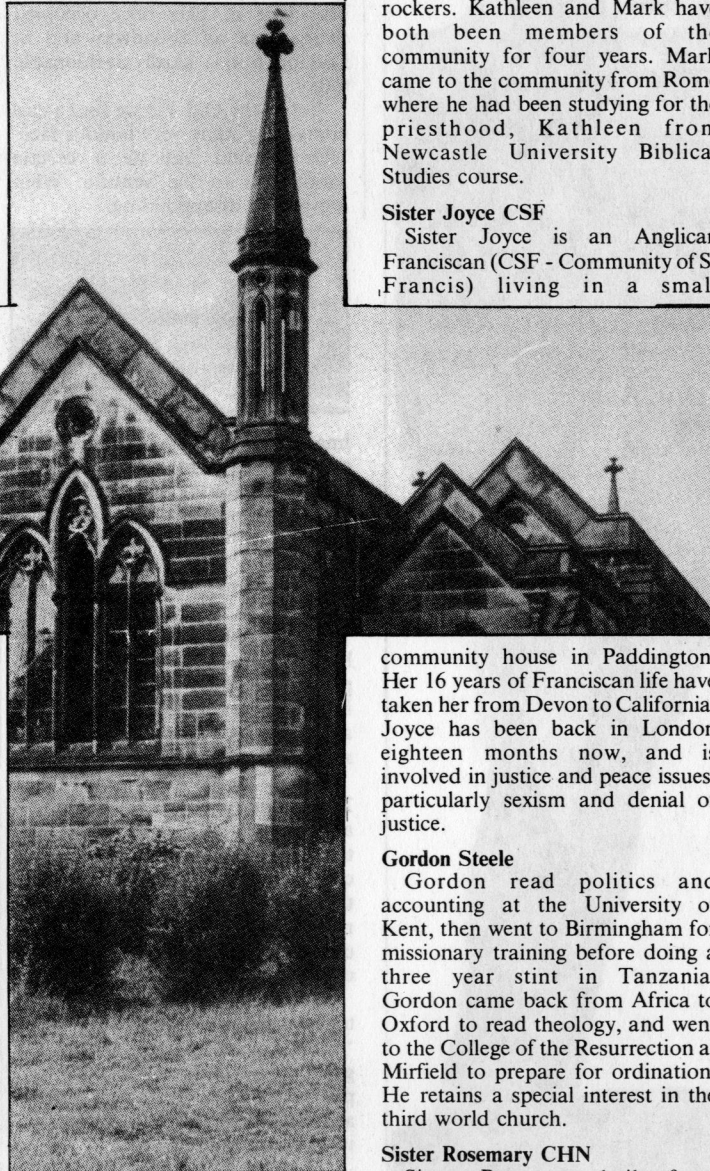 rockers. Kathleen and Mark have
both been members of the
community for four years. Mark
came to the community from Rome
where he had been studying for the
priesthood, Kathleen from
Newcastle University Biblica
Studies course.
Sister Joyce CSF
Sister Joyce is an Anglican
Franciscan (CSF - Community of S
Francis) living in a small
community house in Paddington
Her 16 years of Franciscan life have
taken her from Devon to California
Joyce has been back in London
eighteen months now, and is
involved in justice and peace issues
particularly sexism and denial o
justice.
Gordon Steele
Gordon read politics and
accounting at the University o
Kent, then went to Birmingham for
missionary training before doing a
three year stint in Tanzania
Gordon came back from Africa to
Oxford to read theology, and wen
to the College of the Resurrection a
Mirfield to prepare for ordination
He retains a special interest in the
third world church.
Sister Rosemary CHN